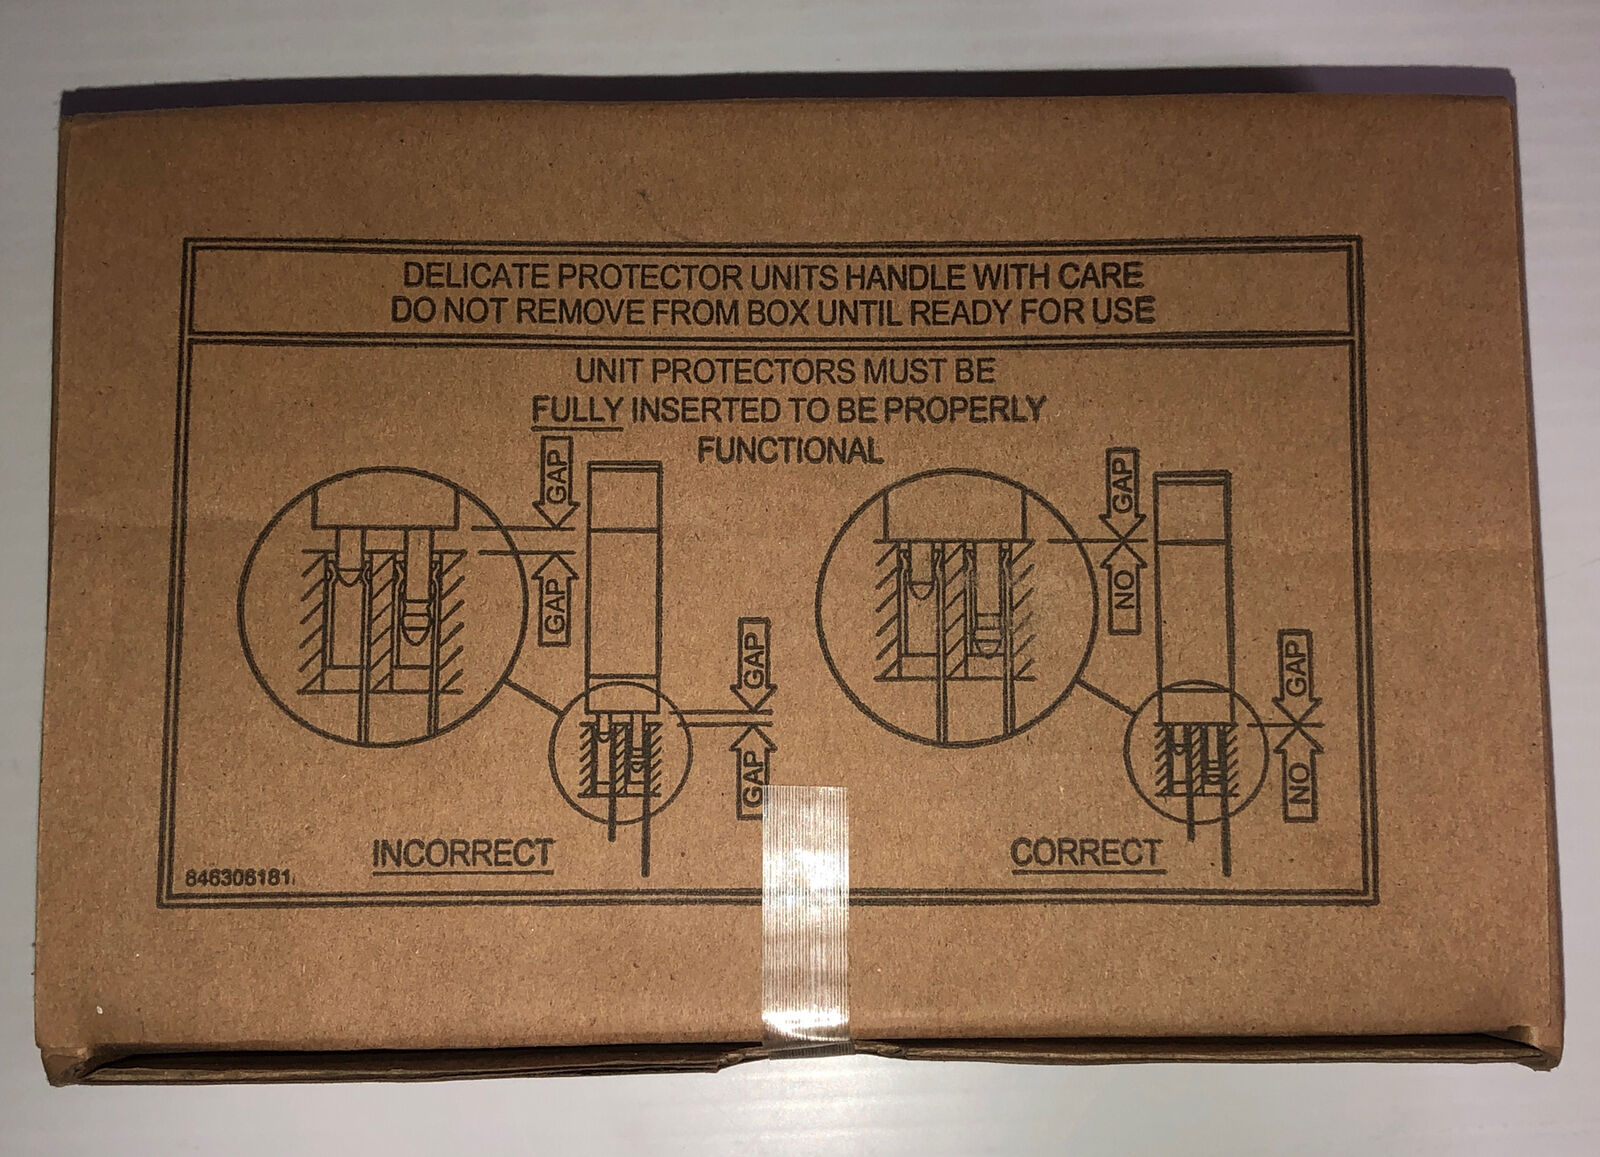 DELICATE PROTECTOR UNITS HANDLE WITH CARE
DO NOT REMOVE FROM BOX UNTIL READY FOR USE
UNIT PROTECTORS MUST BE
FULLY INSERTED TO BE PROPERLY
FUNCTIONAL
GAP
GAP
GAP
GAP
INCORRECT
GAP
NO
GAP
NO
CORRECT
846306181